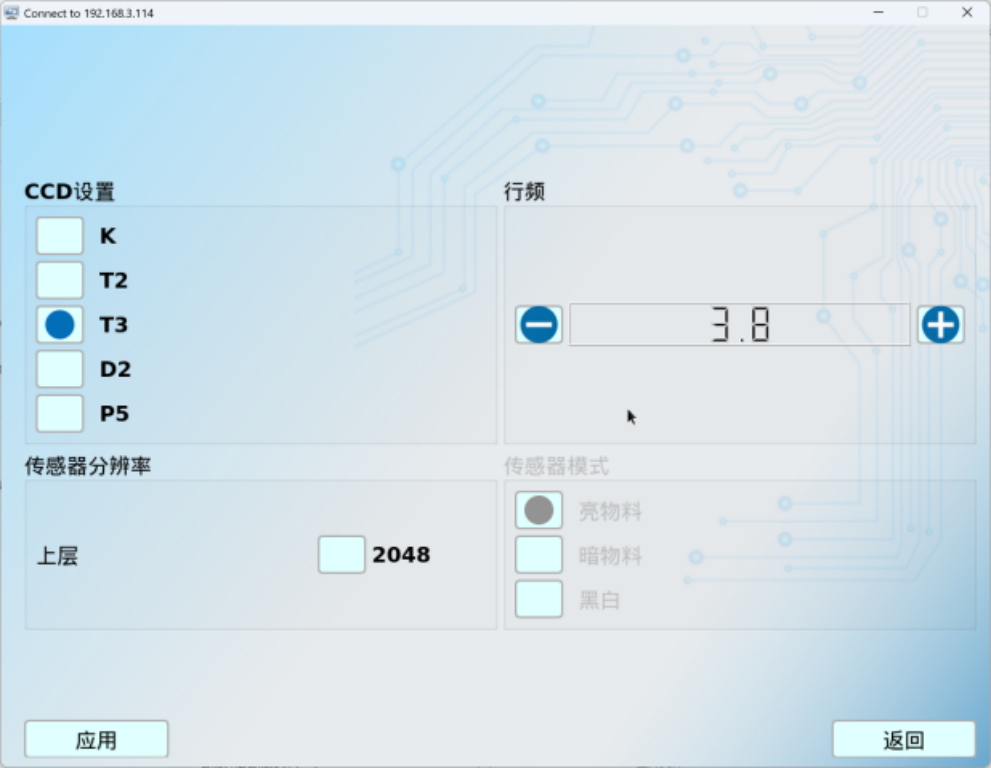 Connect to 192.168.3.114
CCD设置
K
T2
T3
D2
P5
行频
3.8
传感器分辨率
上层
2048
传感器模式
亮物料
暗物料
黑白
应用
返回